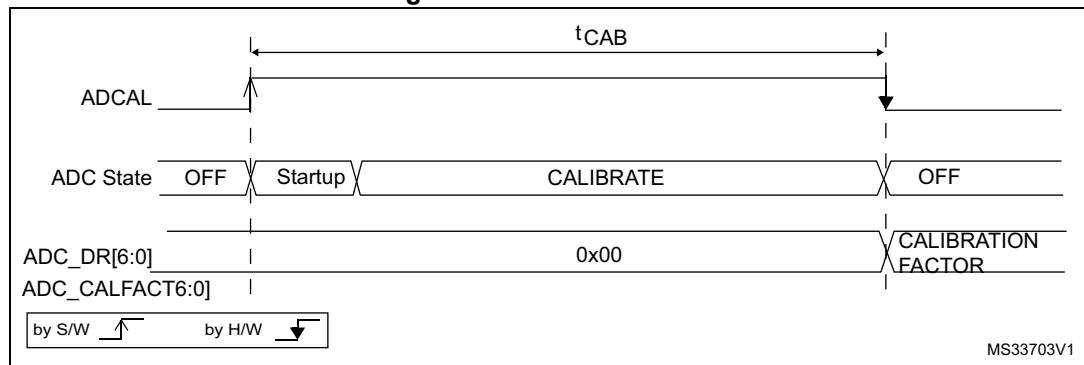 tCAB
ADCAL
ADC State OFF Startup CALIBRATE OFF
ADC_DR[6:0] 0x00 CALIBRATION
FACTOR
ADC_CALFACT6:0]
by S/W by H/W
MS33703V1